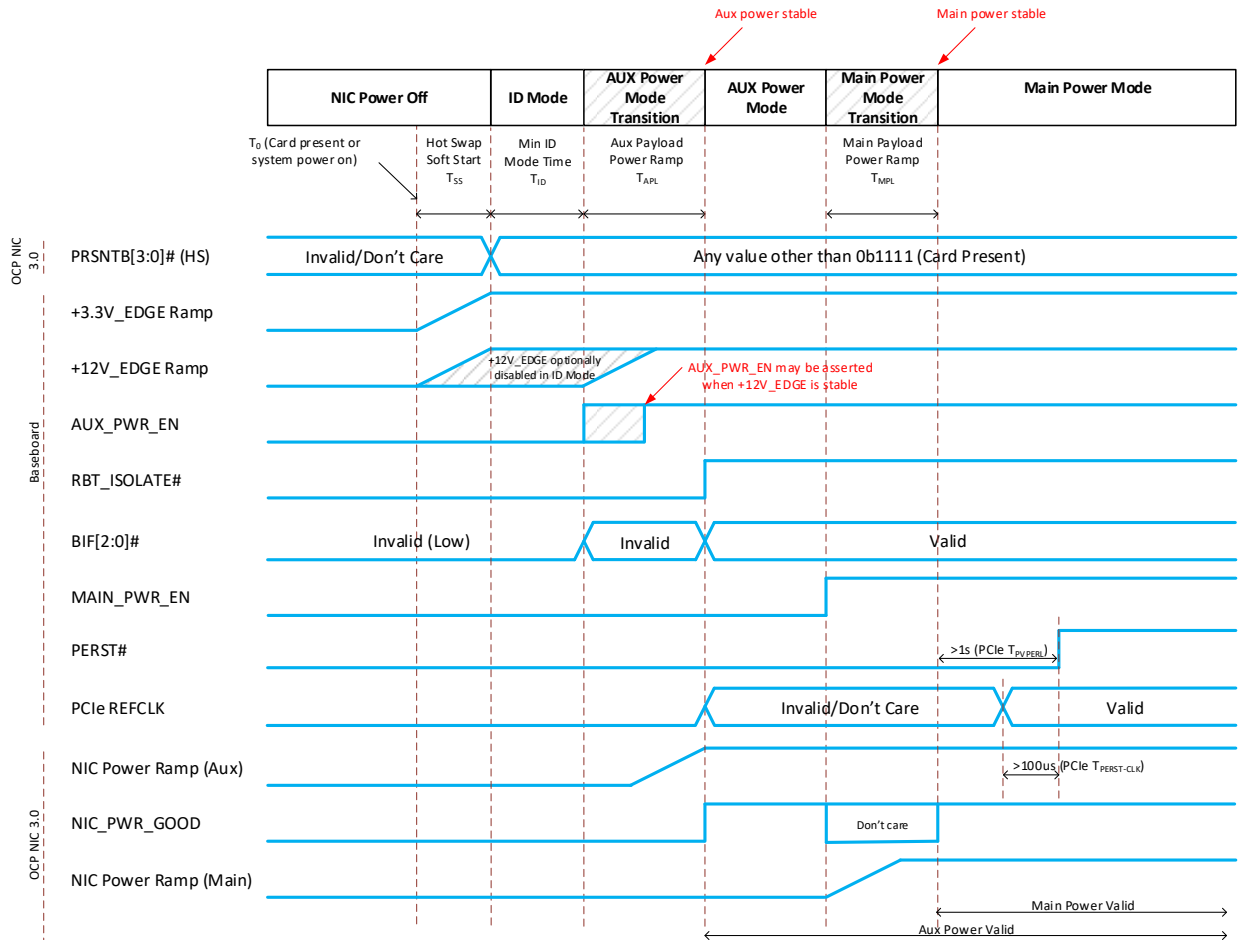 Aux power stable
Main power stable
NIC Power Off
ID Mode
AUX Power
Mode
Transition
AUX Power
Mode
Main Power
Mode
Transition
Main Power Mode
T0 (Card present or
system power on)
Hot Swap
Soft Start
TSS
Min ID
Mode Time
TID
Aux Payload
Power Ramp
TAPL
Main Payload
Power Ramp
TMPL
OCP NIC
3.0
PRSNTB[3:0]# (HS)
Invalid/Don't Care
Any value other than 0b1111 (Card Present)
Baseboard
+3.3V_EDGE Ramp
+12V_EDGE Ramp
+12V_EDGE optionally
disabled in ID Mode
AUX_PWR_EN may be asserted
when +12V_EDGE is stable
AUX_PWR_EN
RBT_ISOLATE#
BIF[2:0]#
Invalid (Low)
Invalid
Valid
MAIN_PWR_EN
PERST#
>1s (PCIe TPVPERL)
PCIe REFCLK
Invalid/Don't Care
Valid
OCP NIC 3.0
NIC Power Ramp (Aux)
>100us (PCIe TPERST-CLK)
NIC_PWR_GOOD
Don't care
NIC Power Ramp (Main)
Main Power Valid
Aux Power Valid